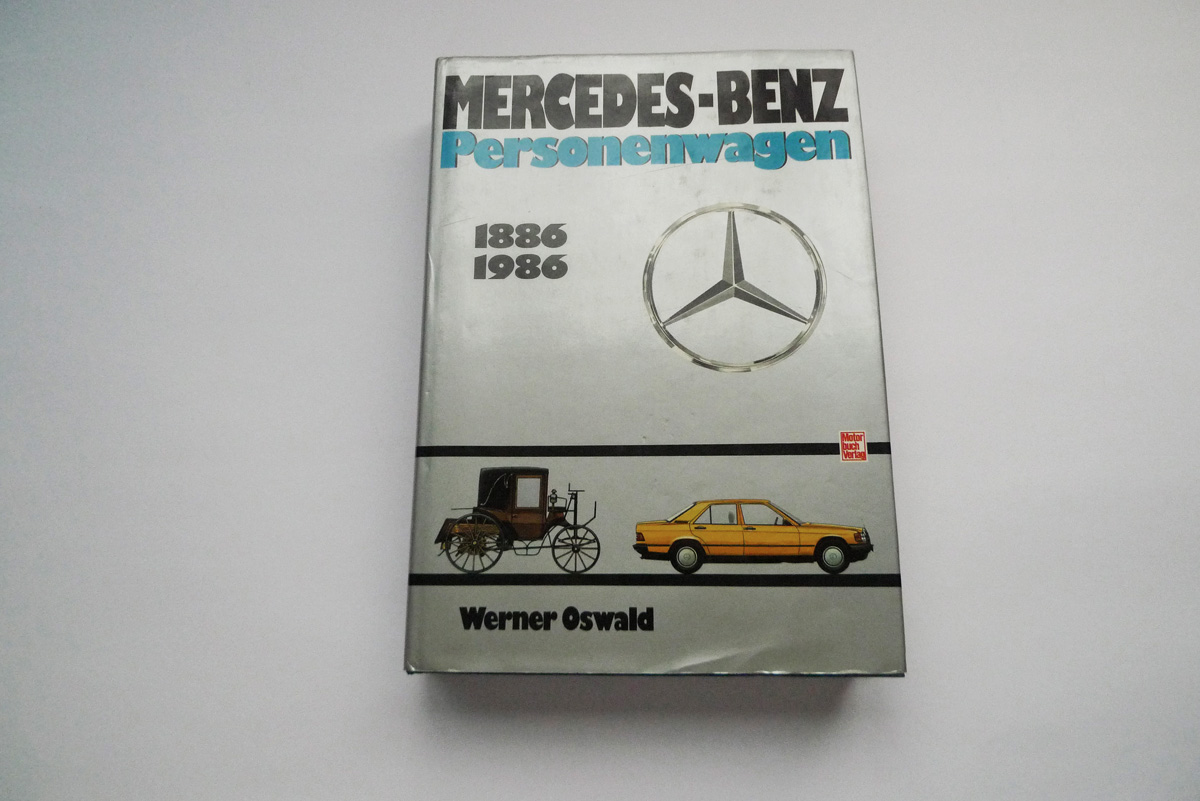 MERCEDES-BENZ
Personenwagen
1886
1986
Motor
buch
Verlag
Werner Oswald